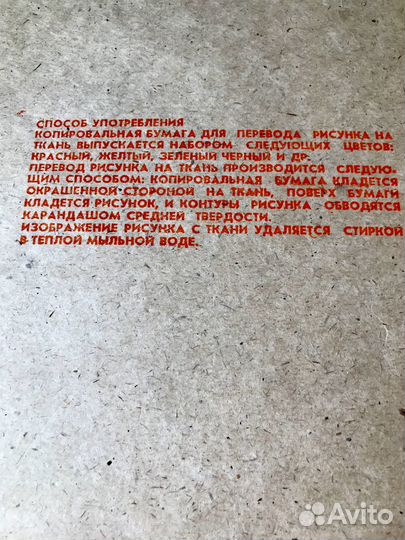 СПОСОБ УПОТРЕБЛЕНИЯ
КОПИРОВАЛЬНАЯ БУМАГА ДЛЯ ПЕРЕВОДА РИСУНКА НА
ТКАНЬ ВЫПУСКАЕТСЯ НАБОРОМ СЛЕДУЮЩИХ ЦВЕТОВ:
КРАСНЫЙ, ЖЕЛТЫЙ, ЗЕЛЕНЫЙ ЧЕРНЫЙ И ДР.
ПЕРЕВОД РИСУНКА НА ТКАНЬ ПРОИЗВОДИТСЯ СЛЕДУЮ-
ЩИМ СПОСОБОМ: КОПИРОВАЛЬНАЯ БУМАГА КЛАДЕТСЯ
ОКРАШЕННОЙ СТОРОНОЙ НА ТКАНЬ, ПОВЕРХ БУМАГИ
КЛАДЕТСЯ РИСУНОК, И КОНТУРЫ РИСУНКА ОБВОДЯТСЯ
КАРАНДАШОМ СРЕДНЕЙ ТВЕРДОСТИ.
ИЗОБРАЖЕНИЕ РИСУНКА С ТКАНИ УДАЛЯЕТСЯ СТИРКОЙ
В ТЕПЛОЙ МЫЛЬНОЙ ВОДЕ.
Avito